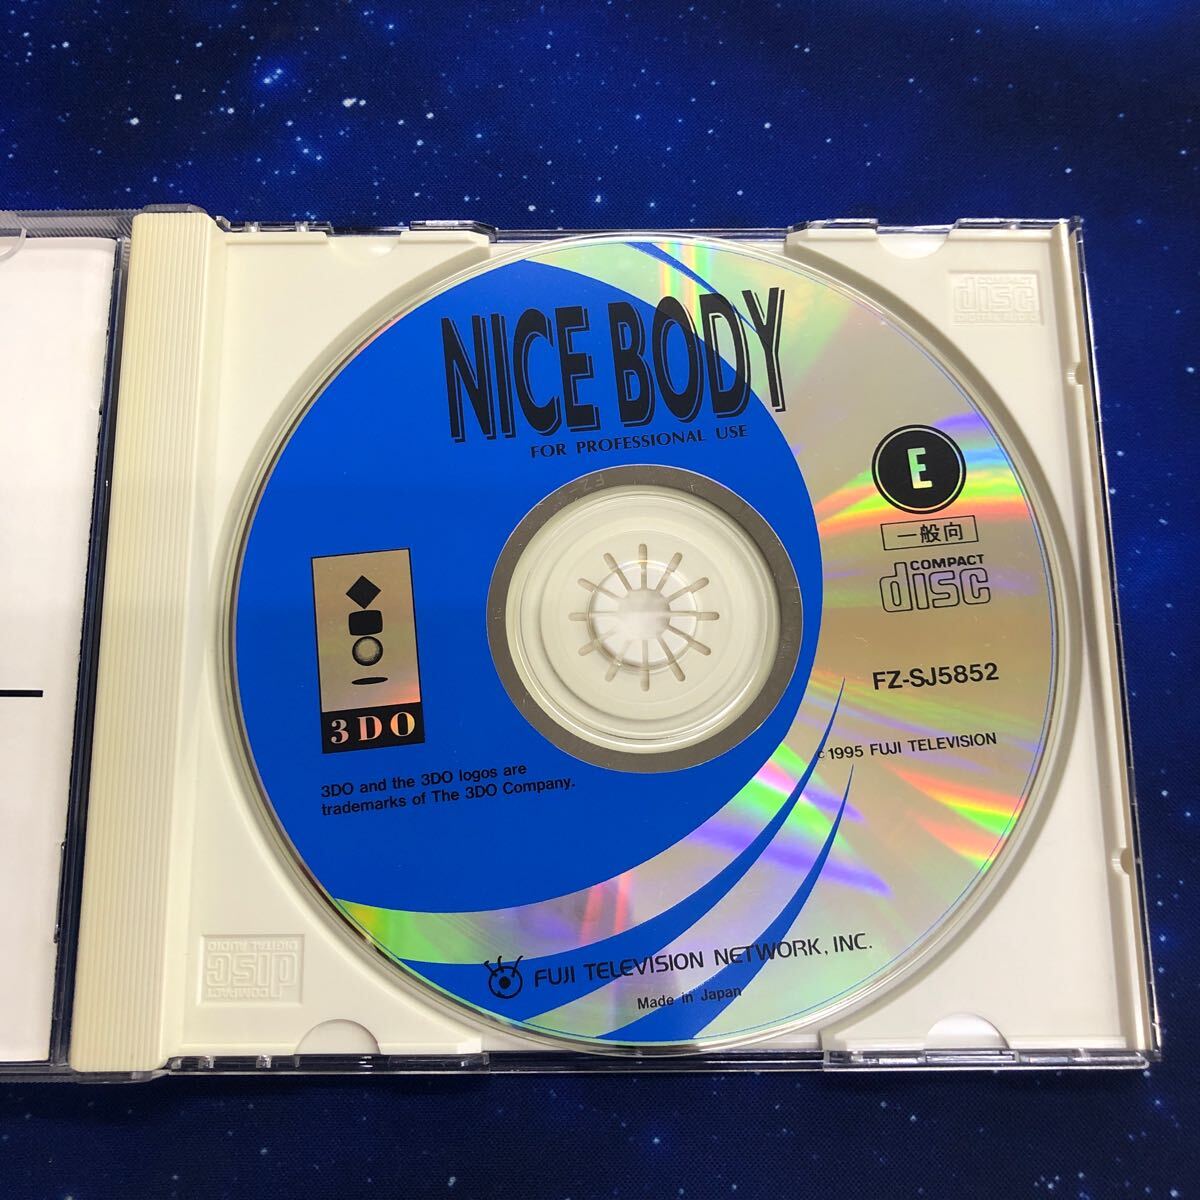 NICE BODY
FOR PROFESSIONAL USE
E
一般向
COMPACT
disc
FZ-SJ5852
© 1995 FUJI TELEVISION
3DO
3DO and the 3DO logos are
trademarks of The 3DO Company.
FUJI TELEVISION NETWORK, INC.
Made in Japan
COMPACT
disc
DIGITAL AUDIO
COMPACT
disc
DIGITAL AUDIO